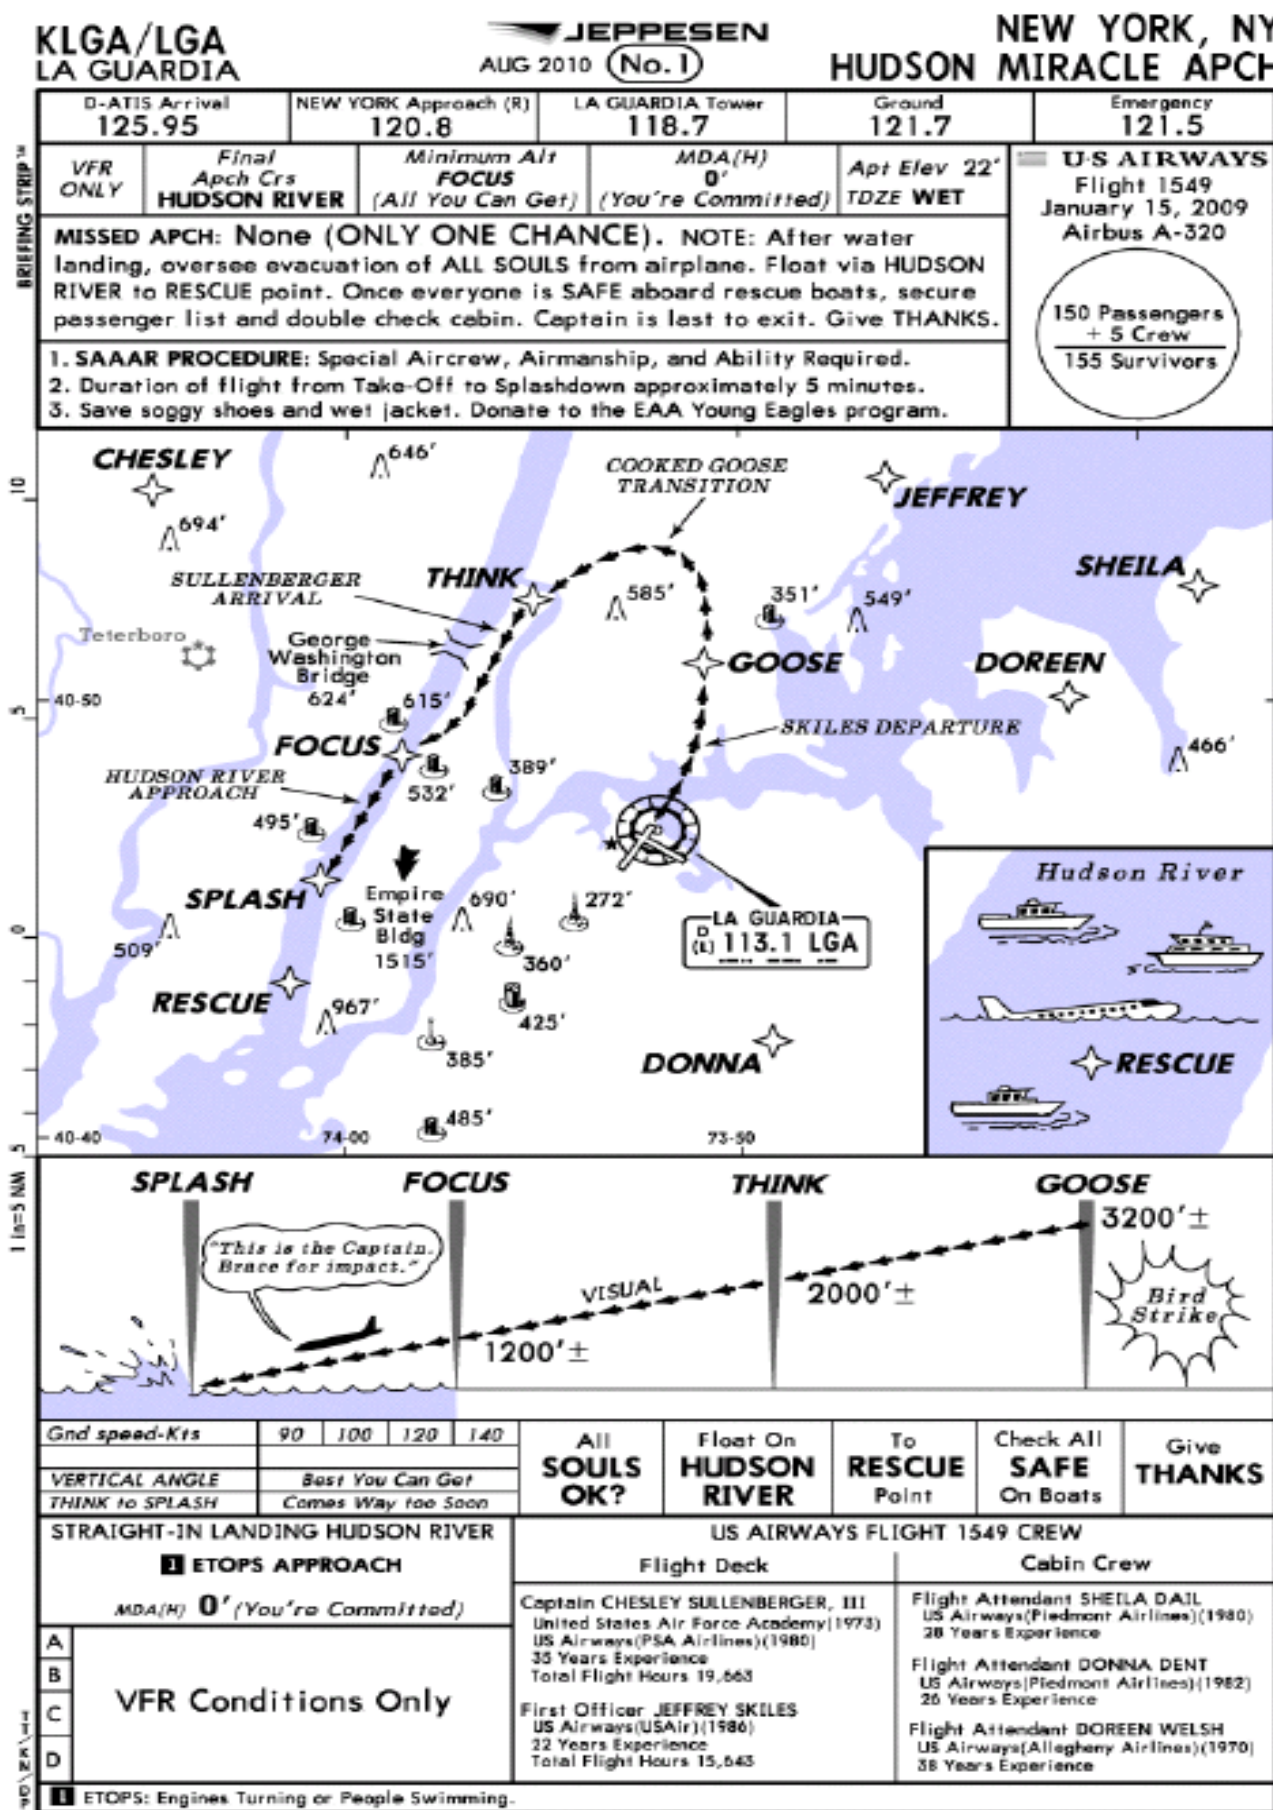 KLGA/LGA
LA GUARDIA
JEPPESEN
AUG 2010 No. 1
NEW YORK, NY
HUDSON MIRACLE APCH
D-ATIS Arrival
125.95
NEW YORK Approach (R)
120.8
LA GUARDIA Tower
118.7
Ground
121.7
Emergency
121.5
BRIEFING STRIP TM
VFR
ONLY
Final
Apch Crs
HUDSON RIVER
Minimum Alt
FOCUS
(All You Can Get)
MDA(H)
0'
(You're Committed)
Apt Elev 22'
TDZE WET
U·S AIRWAYS
Flight 1549
January 15, 2009
Airbus A-320
150 Passengers
+ 5 Crew
155 Survivors
MISSED APCH: None (ONLY ONE CHANCE). NOTE: After water
landing, oversee evacuation of ALL SOULS from airplane. Float via HUDSON
RIVER to RESCUE point. Once everyone is SAFE aboard rescue boats, secure
passenger list and double check cabin. Captain is last to exit. Give THANKS.
1. SAAAR PROCEDURE: Special Aircrew, Airmanship, and Ability Required.
2. Duration of flight from Take-Off to Splashdown approximately 5 minutes.
3. Save soggy shoes and wet jacket. Donate to the EAA Young Eagles program.
CHESLEY
646'
COOKED GOOSE
TRANSITION
JEFFREY
10
694'
SULLENBERGER
ARRIVAL
THINK
585'
351'
549'
SHEILA
Teterboro
George
Washington
Bridge
624'
GOOSE
DOREEN
5
40-50
615'
SKILES DEPARTURE
FOCUS
466'
HUDSON RIVER
APPROACH
532'
389'
495'
SPLASH
Empire
State
Bldg
1515'
690'
272'
LA GUARDIA
D
(L) 113.1 LGA
Hudson River
0
509'
360'
RESCUE
967'
425'
385'
DONNA
RESCUE
485'
5
40-40
74-00
73-50
1 in=5 NM
SPLASH
FOCUS
THINK
GOOSE
3200'±
"This is the Captain.
Brace for impact."
VISUAL
2000'±
Bird
Strike
1200'±
Gnd speed-Kts 90 100 120 140
VERTICAL ANGLE Best You Can Get
THINK to SPLASH Comes Way too Soon
All
SOULS
OK?
Float On
HUDSON
RIVER
To
RESCUE
Point
Check All
SAFE
On Boats
Give
THANKS
STRAIGHT-IN LANDING HUDSON RIVER
1 ETOPS APPROACH
MDA(H) 0' (You're Committed)
A
B
C
D
VFR Conditions Only
US AIRWAYS FLIGHT 1549 CREW
Flight Deck
Captain CHESLEY SULLENBERGER, III
United States Air Force Academy(1973)
US Airways(PSA Airlines)(1980)
35 Years Experience
Total Flight Hours 19,663
First Officer JEFFREY SKILES
US Airways(USAir)(1986)
22 Years Experience
Total Flight Hours 15,643
Cabin Crew
Flight Attendant SHEILA DAIL
US Airways(Piedmont Airlines)(1980)
28 Years Experience
Flight Attendant DONNA DENT
US Airways(Piedmont Airlines)(1982)
26 Years Experience
Flight Attendant DOREEN WELSH
US Airways(Allegheny Airlines)(1970)
38 Years Experience
1 ETOPS: Engines Turning or People Swimming.